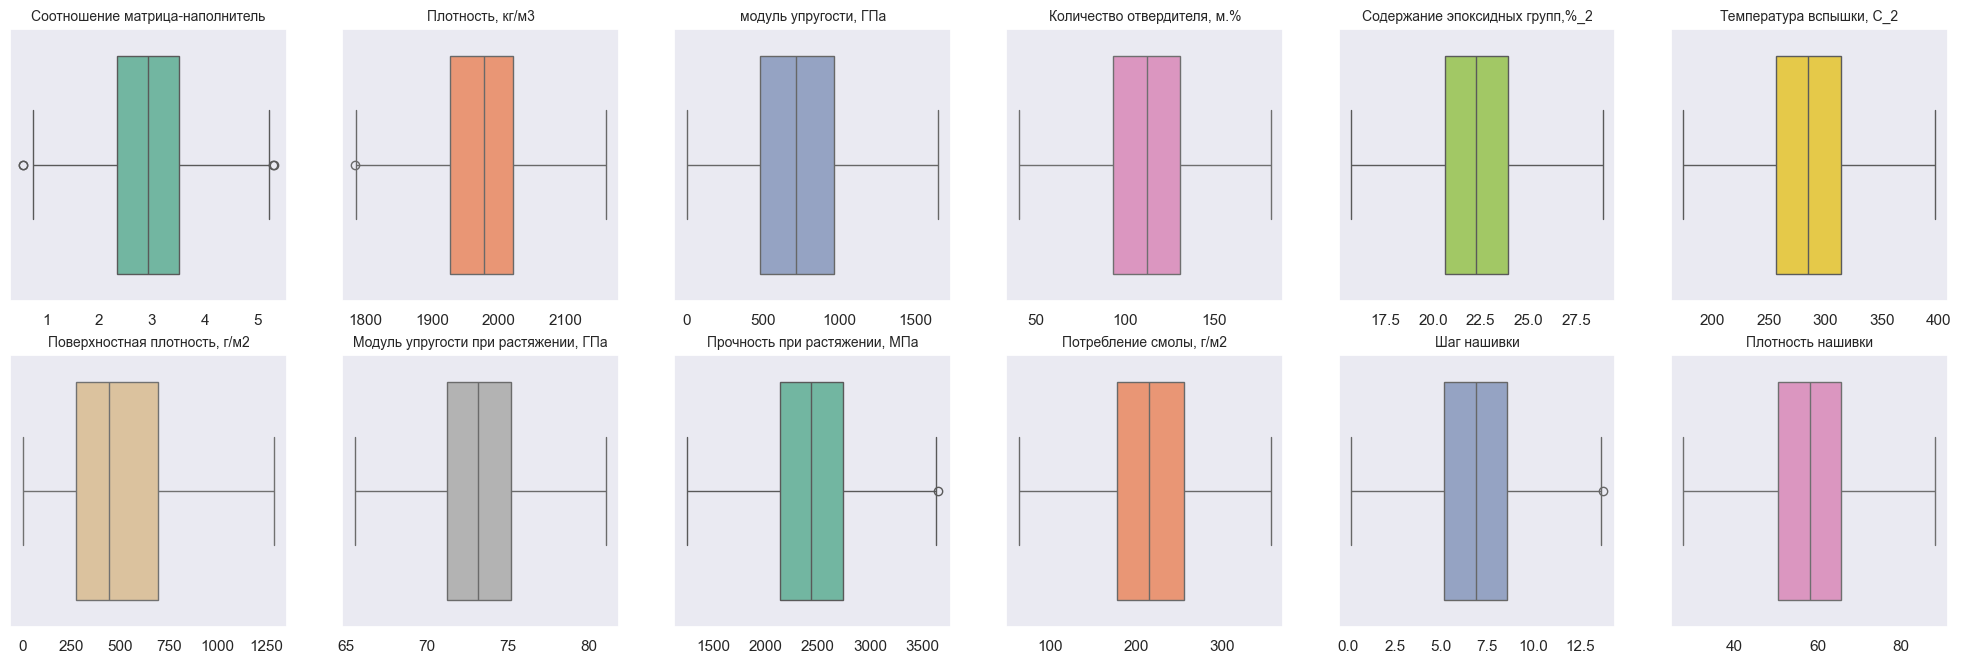 Соотношение матрица-наполнитель
Плотность, кг/м3
модуль упругости, ГПа
Количество отвердителя, м.%
Содержание эпоксидных групп,%_2
Температура вспышки, С_2
1 2 3 4 5
1800 1900 2000 2100
0 500 1000 1500
50 100 150
17.5 20.0 22.5 25.0 27.5
200 250 300 350 400
Поверхностная плотность, г/м2
Модуль упругости при растяжении, ГПа
Прочность при растяжении, МПа
Потребление смолы, г/м2
Шаг нашивки
Плотность нашивки
0 250 500 750 1000 1250
65 70 75 80
1500 2000 2500 3000 3500
100 200 300
0.0 2.5 5.0 7.5 10.0 12.5
40 60 80